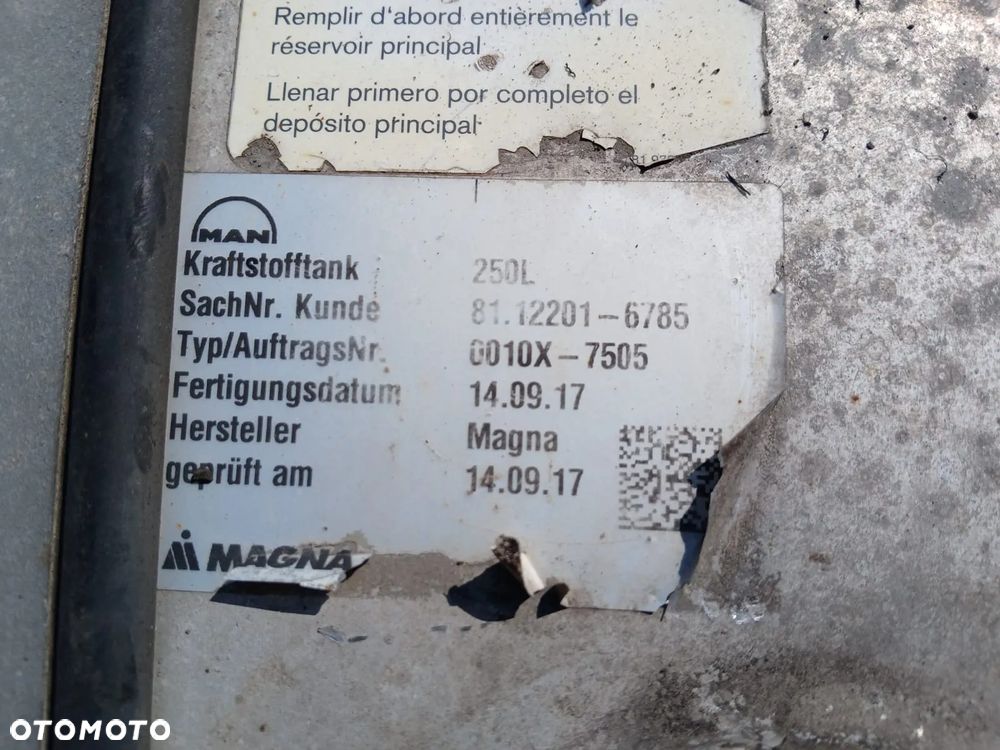 Remplir d'abord entièrement le
réservoir principal
Llenar primero por completo el
depósito principal
MAN
Kraftstofftank 250L
SachNr. Kunde 81.12201-6785
Typ/AuftragsNr. 0010X-7505
Fertigungsdatum 14.09.17
Hersteller Magna
geprüft am 14.09.17
MAGNA
OTOMOTO